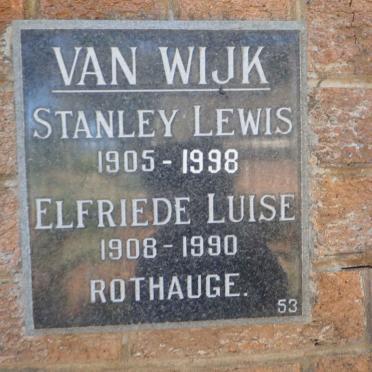 VAN WIJK
STANLEY LEWIS
1905 - 1998
ELFRIEDE LUISE
1908 - 1990
ROTHAUGE.
53